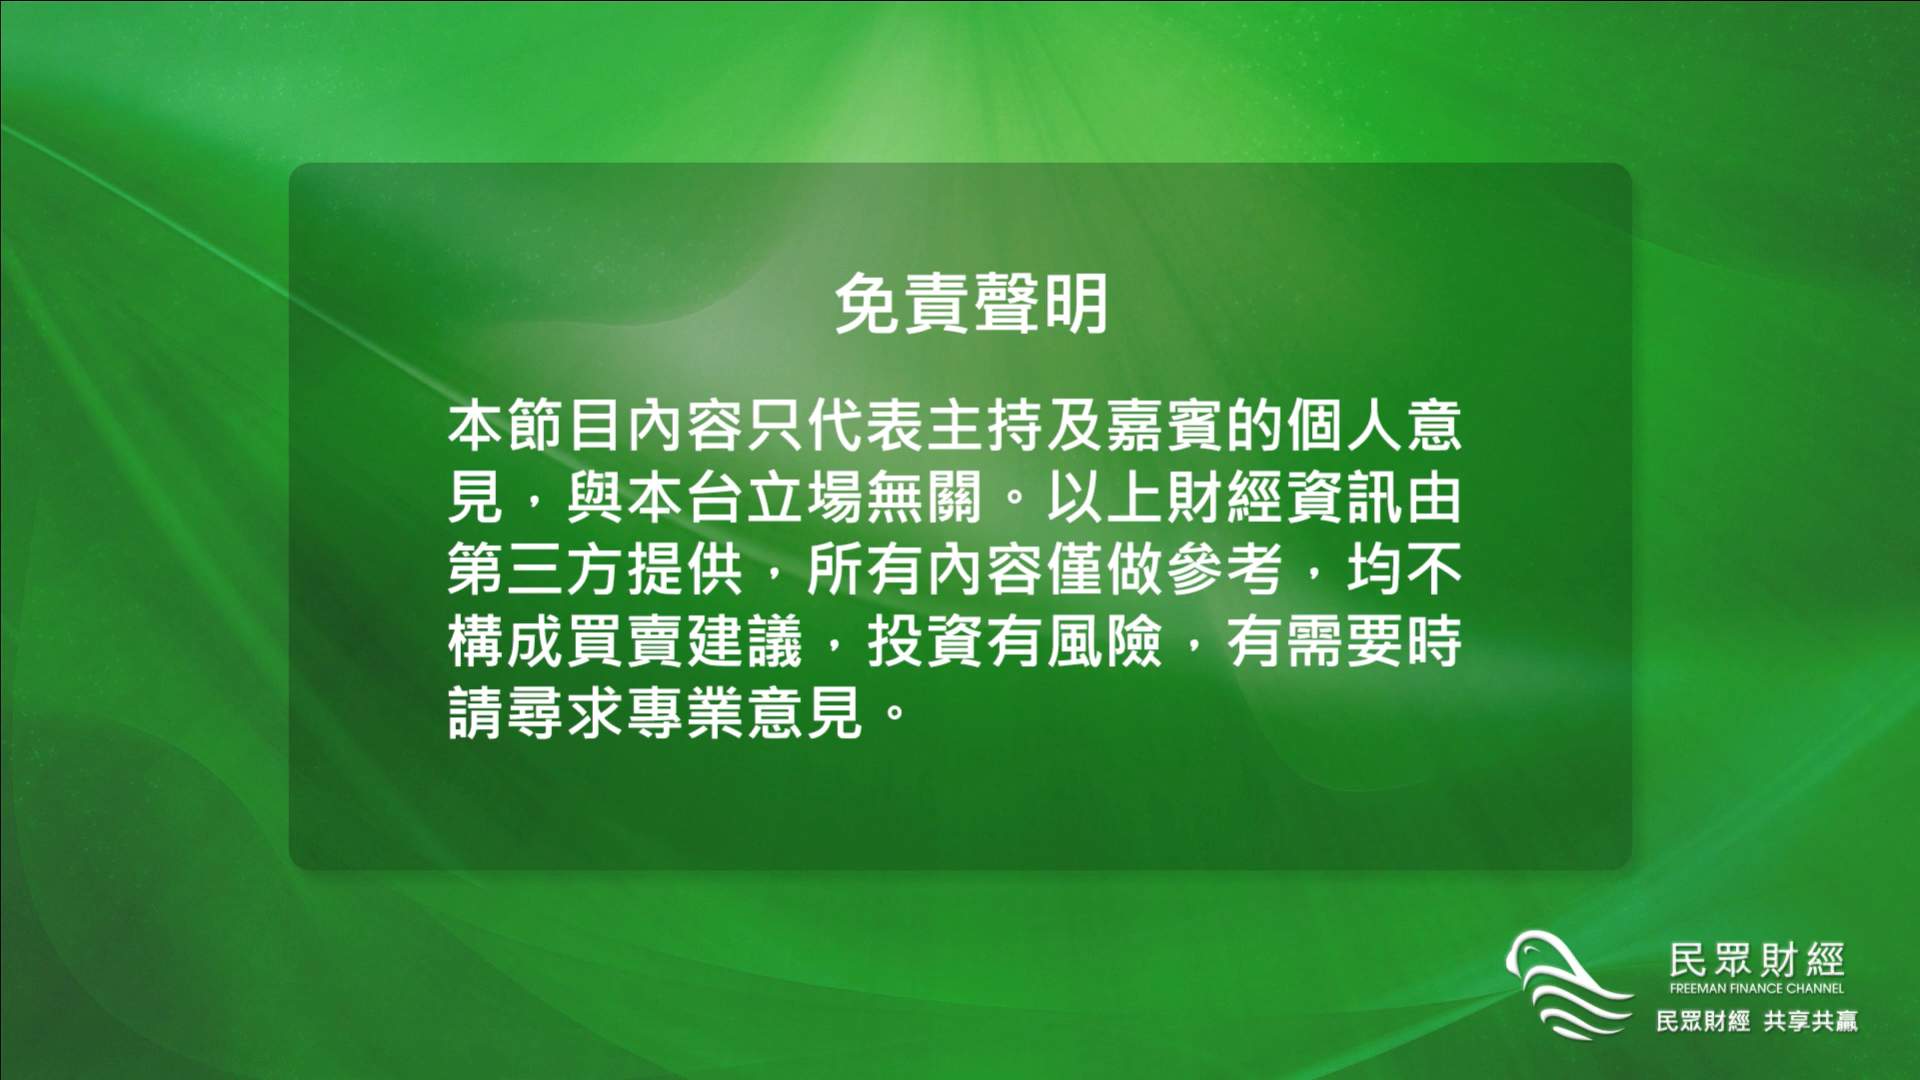 免責聲明
本節目內容只代表主持及嘉賓的個人意
見，與本台立場無關。以上財經資訊由
第三方提供，所有內容僅做參考，均不
構成買賣建議，投資有風險，有需要時
請尋求專業意見。
民眾財經
FREEMAN FINANCE CHANNEL
民眾財經 共享共贏